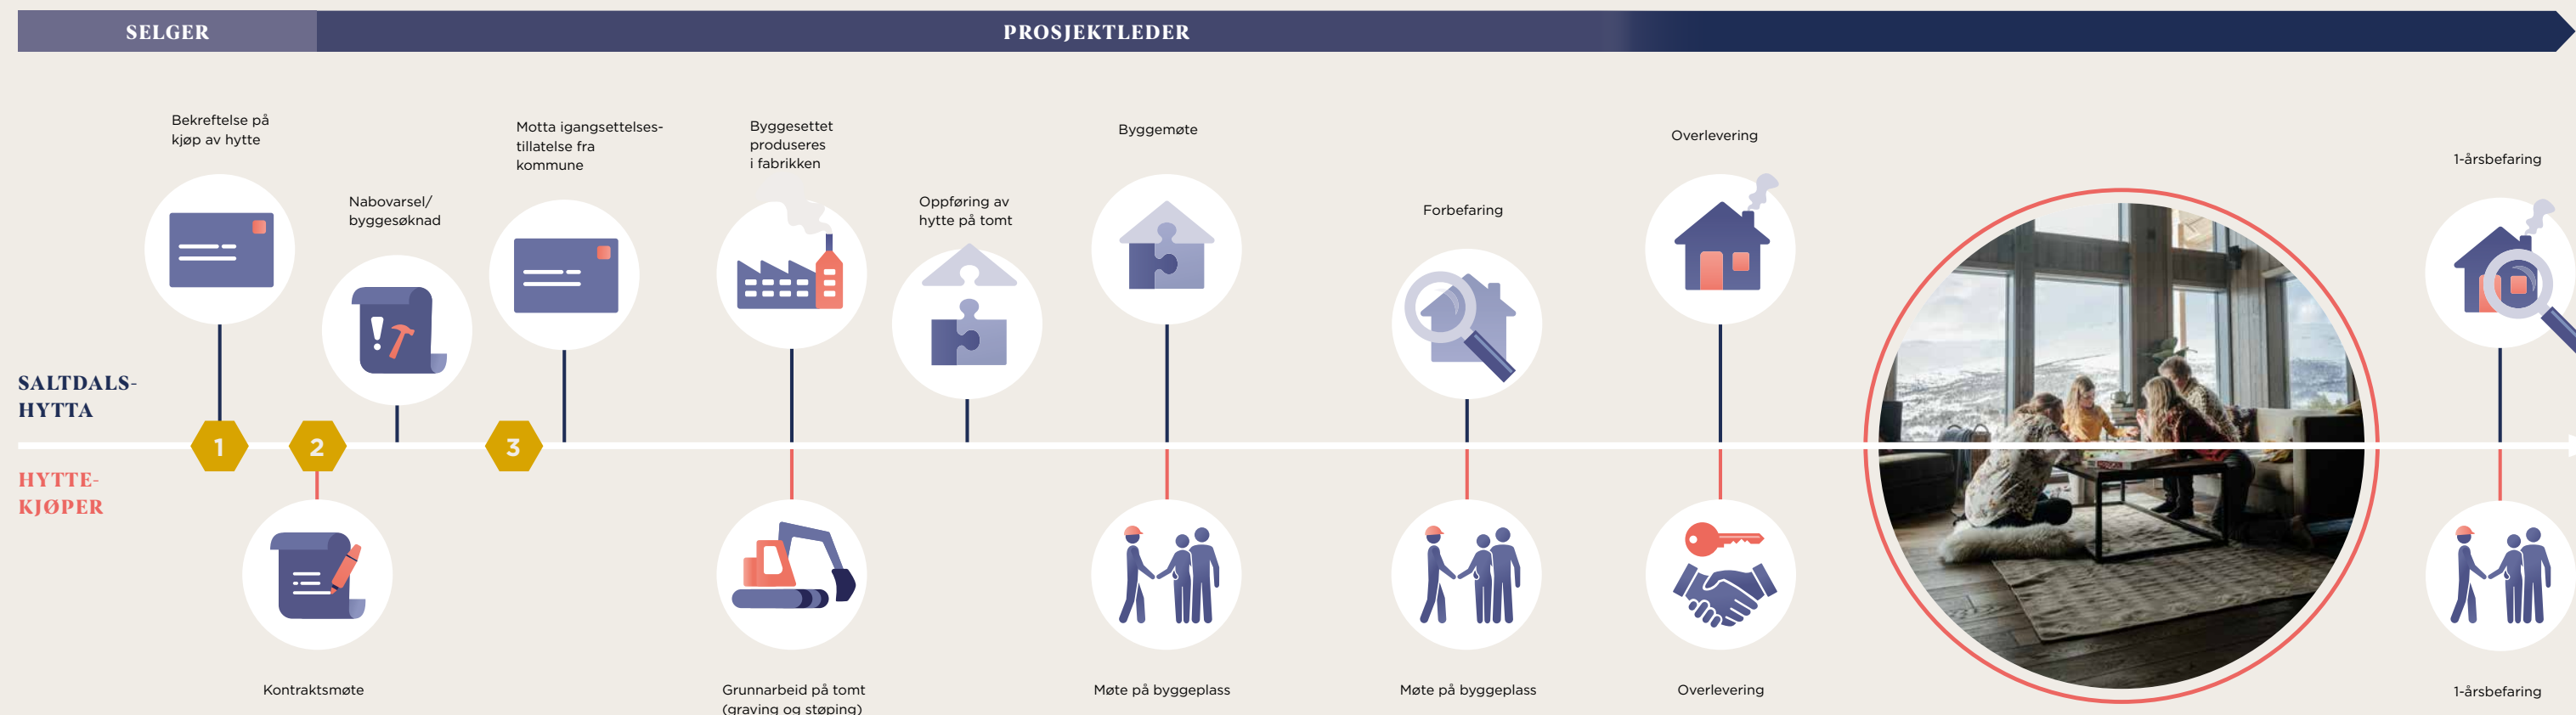 SELGER
PROSJEKTLEDER
Bekreftelse på
kjøp av hytte
Nabovarsel/
byggesøknad
Motta igangsettelses-
tillatelse fra
kommune
Byggesettet
produseres
i fabrikken
Oppføring av
hytte på tomt
Byggemøte
Forbefaring
Overlevering
1-årsbefaring
SALTDALS-
HYTTA
1
2
3
HYTTE-
KJØPER
Kontraktsmøte
Grunnarbeid på tomt
(graving og støping)
Møte på byggeplass
Møte på byggeplass
Overlevering
1-årsbefaring